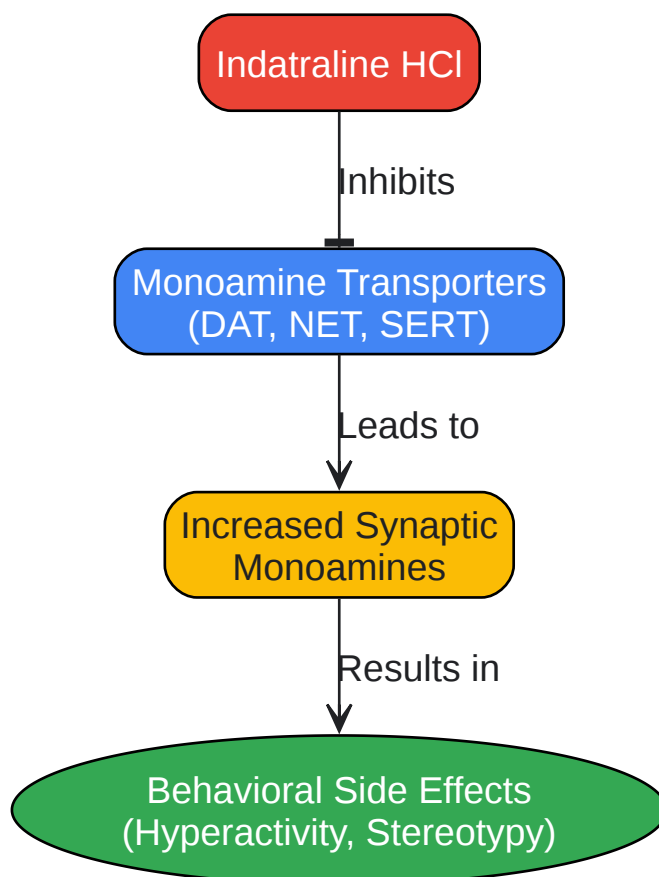 Indatraline HCl
Inhibits
Monoamine Transporters
(DAT, NET, SERT)
Leads to
Increased Synaptic
Monoamines
Results in
Behavioral Side Effects
(Hyperactivity, Stereotypy)